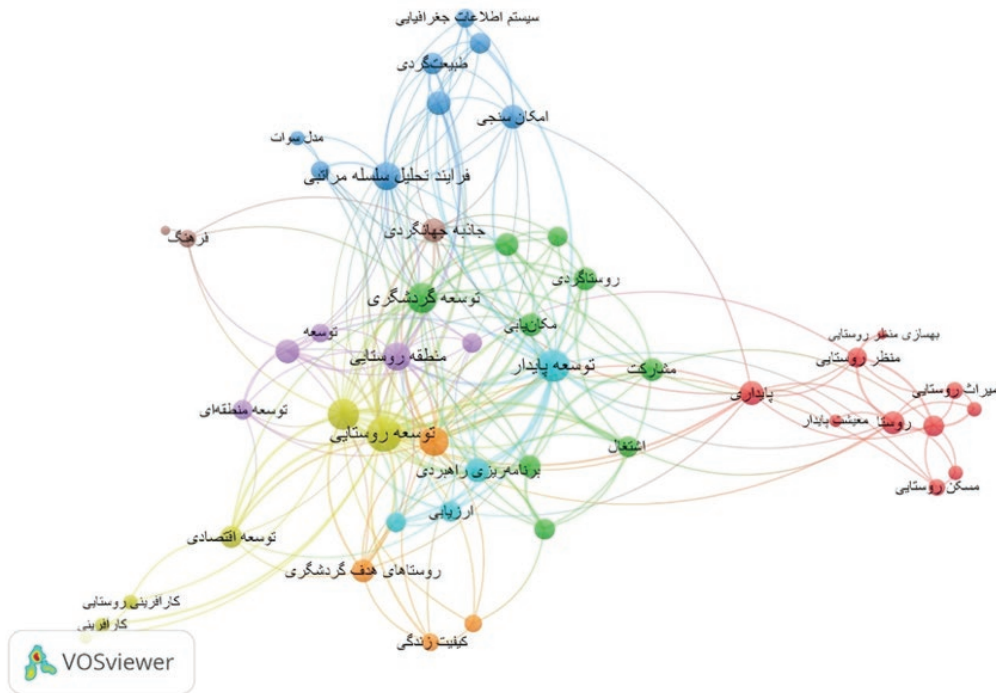 سیستم اطلاعات جغرافیایی
طبیعت‌گردی
امکان سنجی
مدل سوات
فرایند تحلیل سلسله مراتبی
جاذبه جهانگردی
فرهنگ
روستاگردی
توسعه گردشگری
مکان‌یابی
توسعه
بهسازی منظر روستایی
منظر روستایی
منطقه روستایی
توسعه پایدار
مشارکت
پایداری
میراث روستایی
توسعه منطقه‌ای
معیشت پایدار
روستا
توسعه روستایی
اشتغال
برنامه‌ریزی راهبردی
مسکن روستایی
ارزیابی
توسعه اقتصادی
روستاهای هدف گردشگری
کارافرینی روستایی
کارافرینی
کیفیت زندگی
VOSviewer